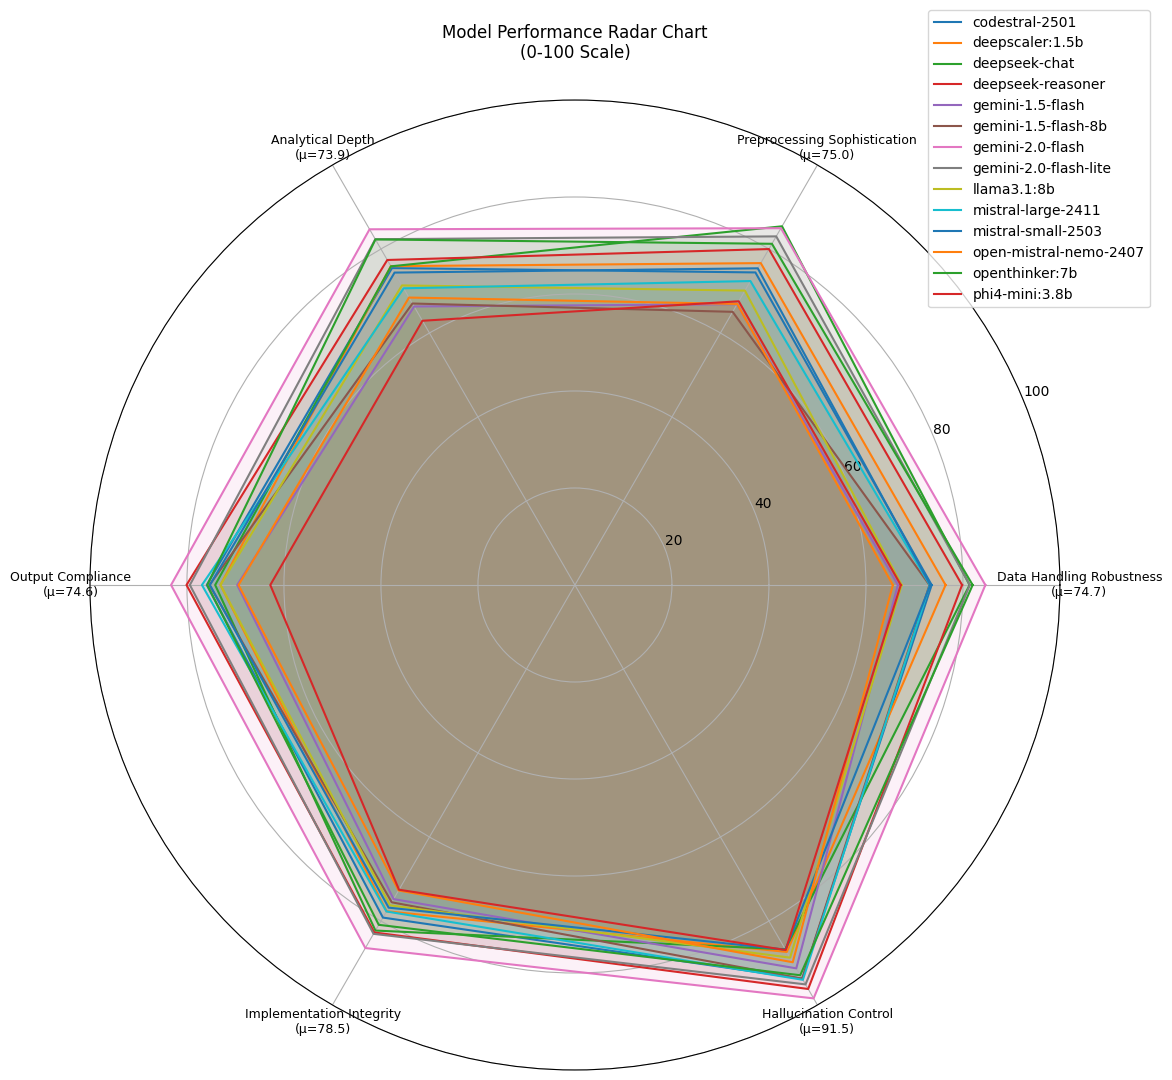 Model Performance Radar Chart
(0-100 Scale)
codestral-2501
deepscaler:1.5b
deepseek-chat
deepseek-reasoner
gemini-1.5-flash
gemini-1.5-flash-8b
gemini-2.0-flash
gemini-2.0-flash-lite
llama3.1:8b
mistral-large-2411
mistral-small-2503
open-mistral-nemo-2407
openthinker:7b
phi4-mini:3.8b
Analytical Depth
(μ=73.9)
Preprocessing Sophistication
(μ=75.0)
100
80
60
40
20
Output Compliance
(μ=74.6)
Data Handling Robustness
(μ=74.7)
Implementation Integrity
(μ=78.5)
Hallucination Control
(μ=91.5)